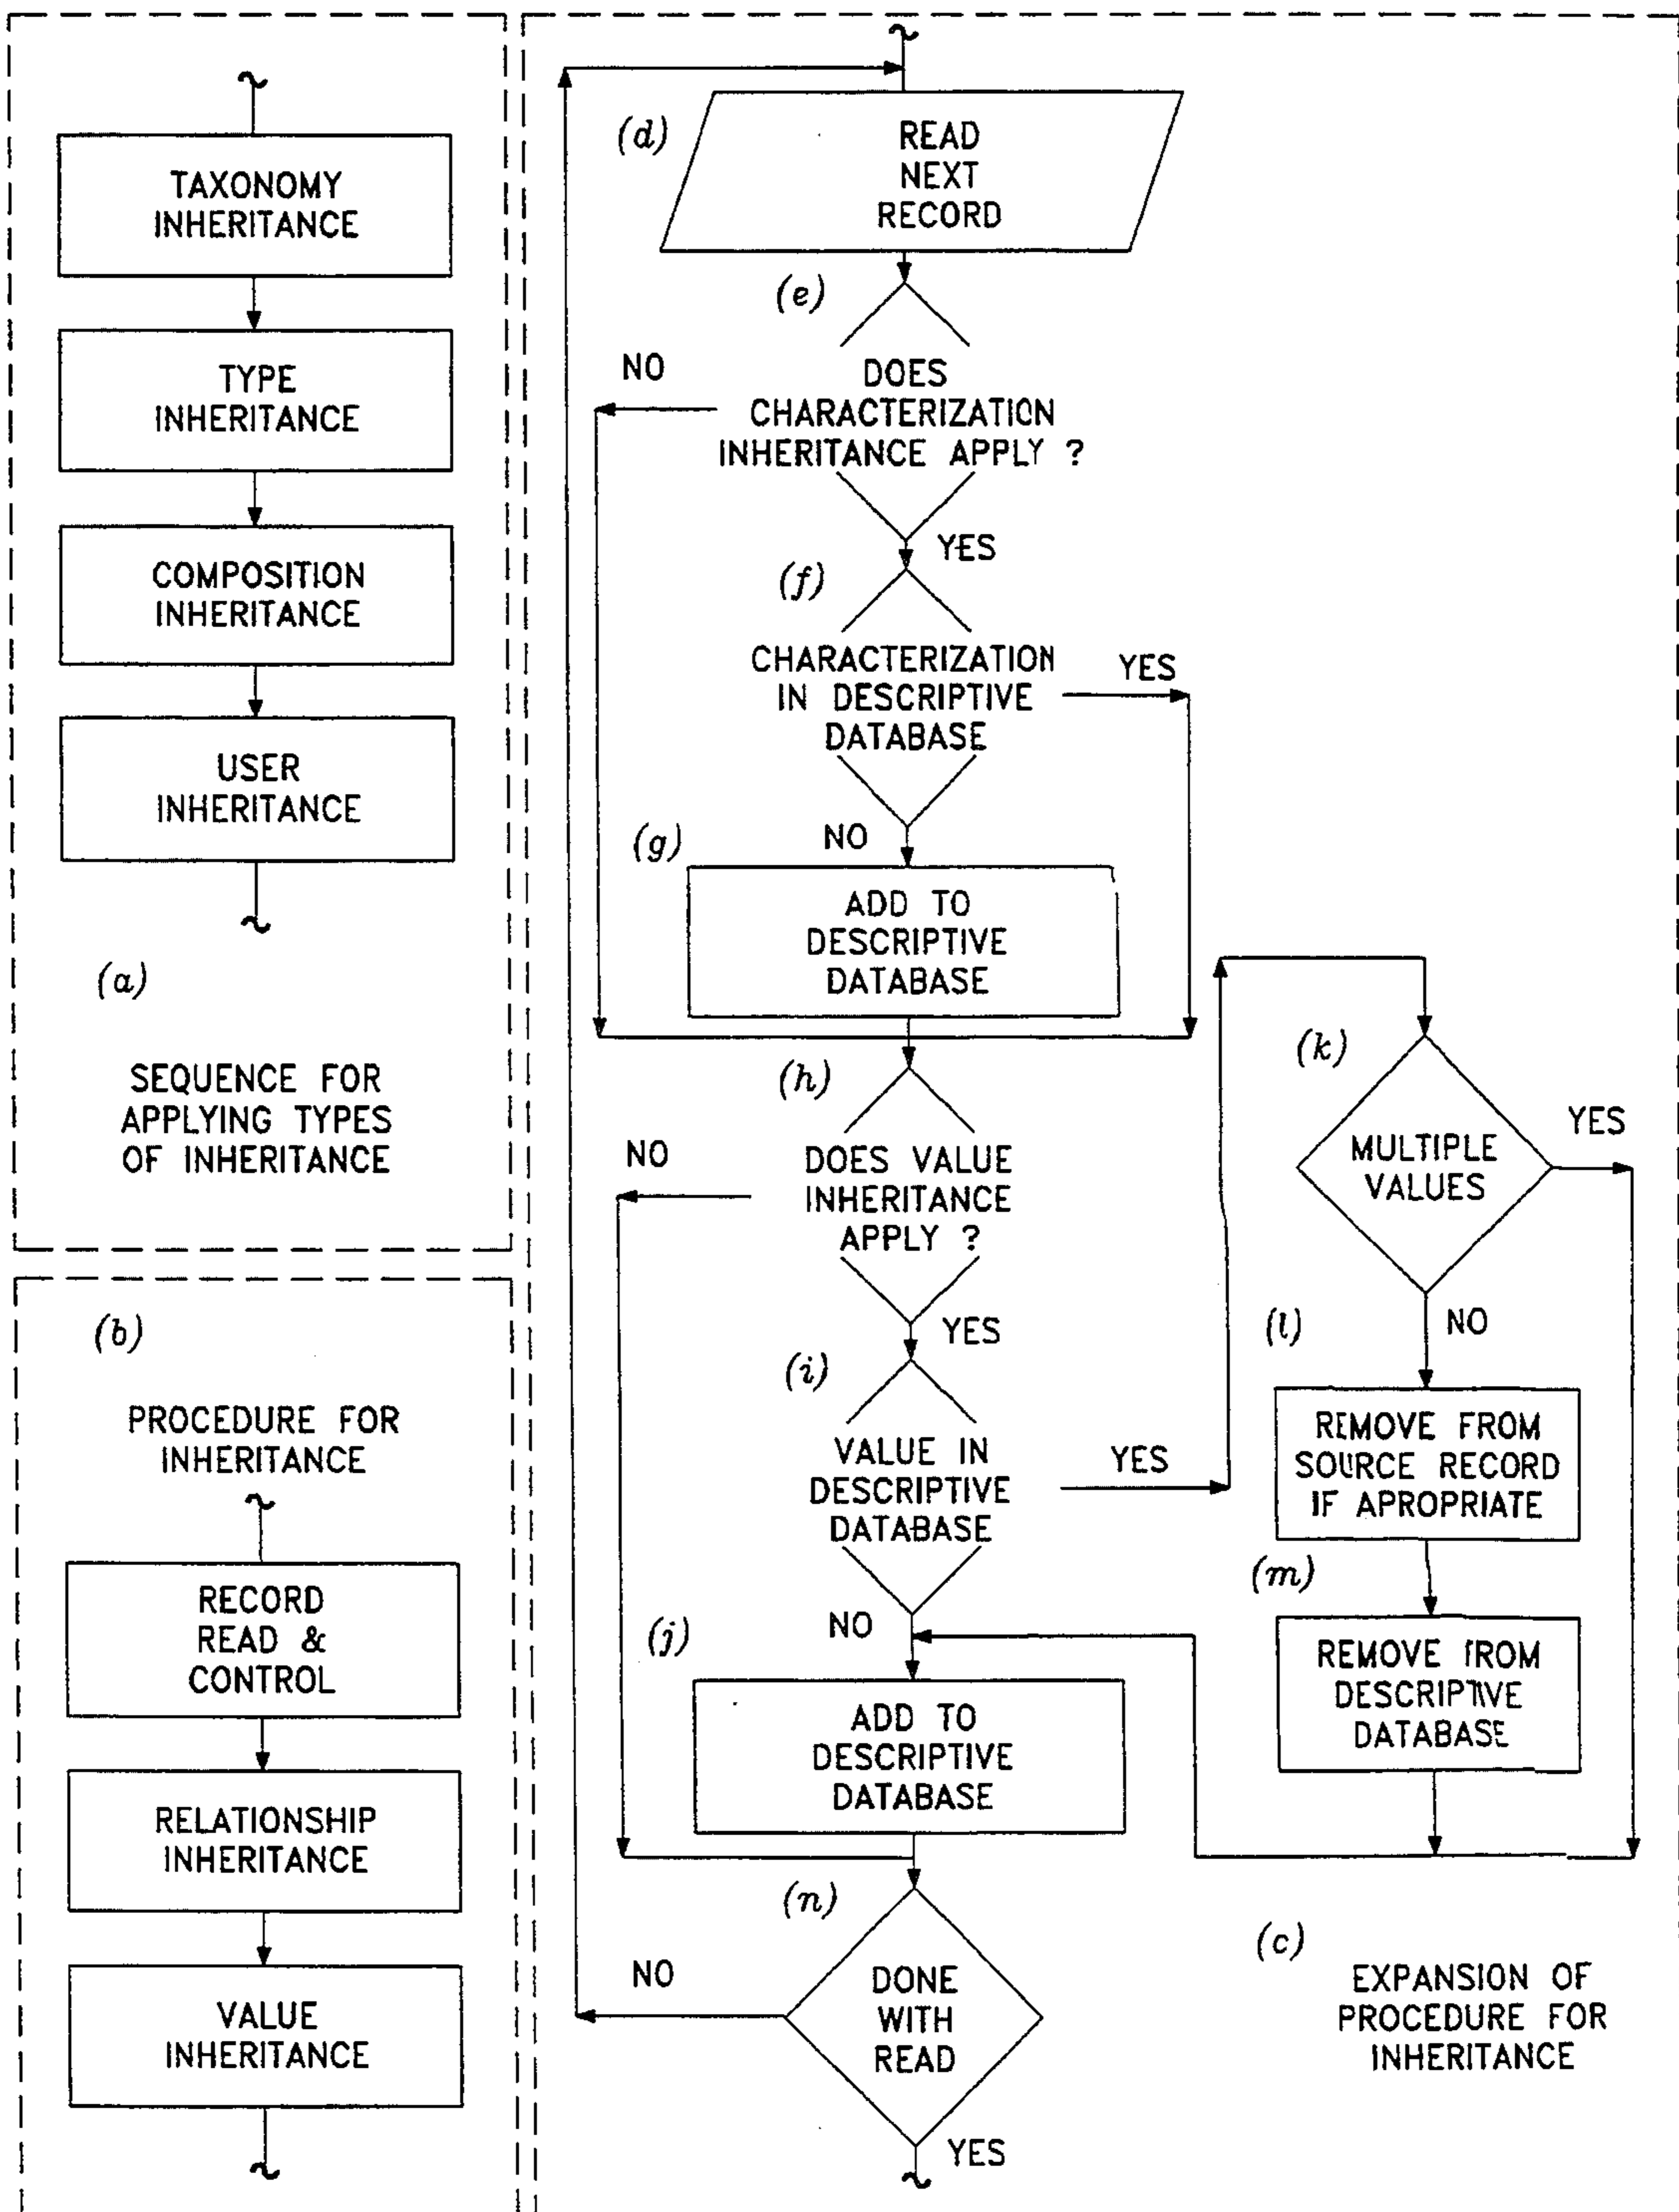 TAXONOMY
INHERITANCE
TYPE
INHERITANCE
COMPOSITION
INHERITANCE
USER
INHERITANCE
(a)
SEQUENCE FOR
APPLYING TYPES
OF INHERITANCE
(b)
PROCEDURE FOR
INHERITANCE
RECORD
READ &
CONTROL
RELATIONSHIP
INHERITANCE
VALUE
INHERITANCE
(d)
READ
NEXT
RECORD
(e)
NO
DOES
CHARACTERIZATION
INHERITANCE APPLY ?
YES
(f)
CHARACTERIZATION
IN DESCRIPTIVE
DATABASE
YES
NO
(g)
ADD TO
DESCRIPTIVE
DATABASE
(h)
NO
DOES VALUE
INHERITANCE
APPLY ?
YES
(i)
VALUE IN
DESCRIPTIVE
DATABASE
YES
NO
(j)
ADD TO
DESCRIPTIVE
DATABASE
(k)
MULTIPLE
VALUES
YES
NO
(l)
REMOVE FROM
SOURCE RECORD
IF APROPRIATE
(m)
REMOVE FROM
DESCRIPTIVE
DATABASE
(n)
NO
DONE
WITH
READ
YES
(c)
EXPANSION OF
PROCEDURE FOR
INHERITANCE